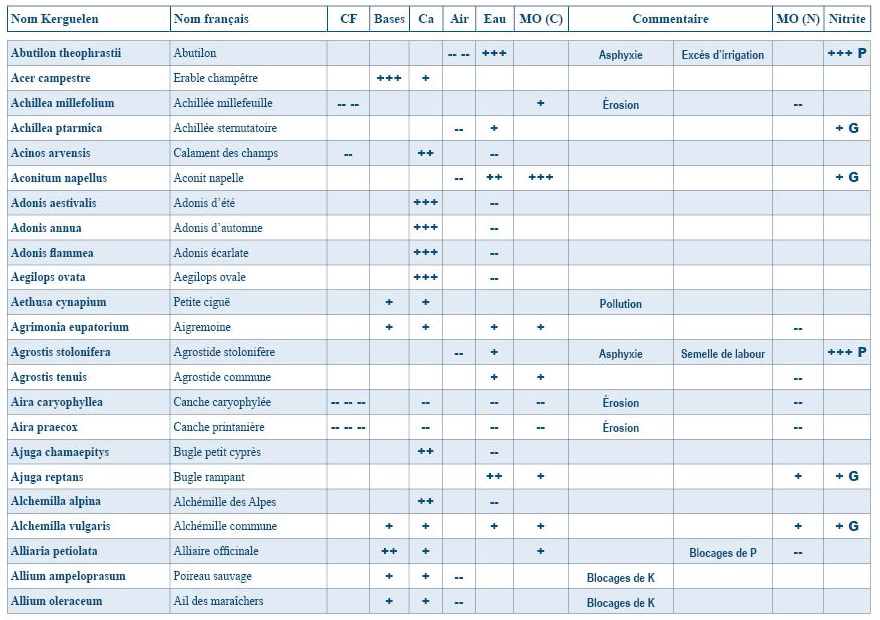 Nom Kerguelen Nom français CF Bases Ca Air Eau MO (C) Commentaire MO (N) Nitrite
Abutilon theophrastii Abutilon -- -- +++ Asphyxie Excès d'irrigation +++ P
Acer campestre Erable champêtre +++ +
Achillea millefolium Achillée millefeuille -- -- + Érosion --
Achillea ptarmica Achillée sternutatoire -- + + G
Acinos arvensis Calament des champs -- ++ --
Aconitum napellus Aconit napelle -- ++ +++ + G
Adonis aestivalis Adonis d'été +++ --
Adonis annua Adonis d'automne +++ --
Adonis flammea Adonis écarlate +++ --
Aegilops ovata Aegilops ovale +++ --
Aethusa cynapium Petite ciguë + + Pollution
Agrimonia eupatorium Aigremoine + + + + --
Agrostis stolonifera Agrostide stolonifère -- + Asphyxie Semelle de labour +++ P
Agrostis tenuis Agrostide commune + + --
Aira caryophyllea Canche caryophylée -- -- -- -- -- -- Érosion --
Aira praecox Canche printanière -- -- -- -- -- -- Érosion --
Ajuga chamaepitys Bugle petit cyprès ++ --
Ajuga reptans Bugle rampant ++ + + + G
Alchemilla alpina Alchémille des Alpes ++ --
Alchemilla vulgaris Alchémille commune + + + + + + G
Alliaria petiolata Alliaire officinale ++ + + Blocages de P --
Allium ampeloprasum Poireau sauvage + + -- Blocages de K
Allium oleraceum Ail des maraîchers + + -- Blocages de K